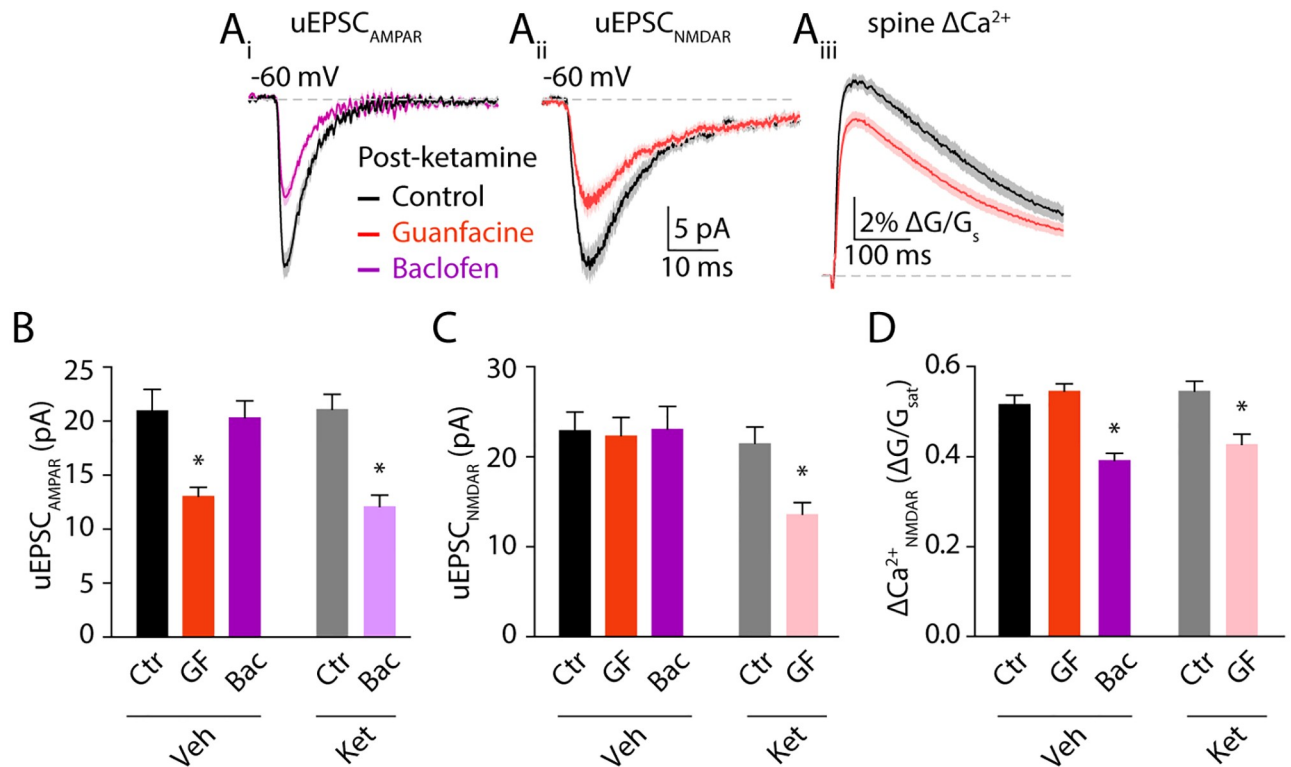 Ai uEPSCAMPAR
-60 mV
Aii uEPSCNMDAR
-60 mV
Aiii spine ΔCa2+
Post-ketamine
Control
Guanfacine
Baclofen
5 pA
10 ms
2% ΔG/Gs
100 ms
B
uEPSCAMPAR (pA)
25
20
15
10
5
0
*
*
Ctr GF Bac Ctr Bac
Veh Ket
C
uEPSCNMDAR (pA)
30
20
10
0
*
Ctr GF Bac Ctr GF
Veh Ket
D
ΔCa2+NMDAR (ΔG/Gsat)
0.6
0.4
0.2
0.0
*
*
Ctr GF Bac Ctr GF
Veh Ket